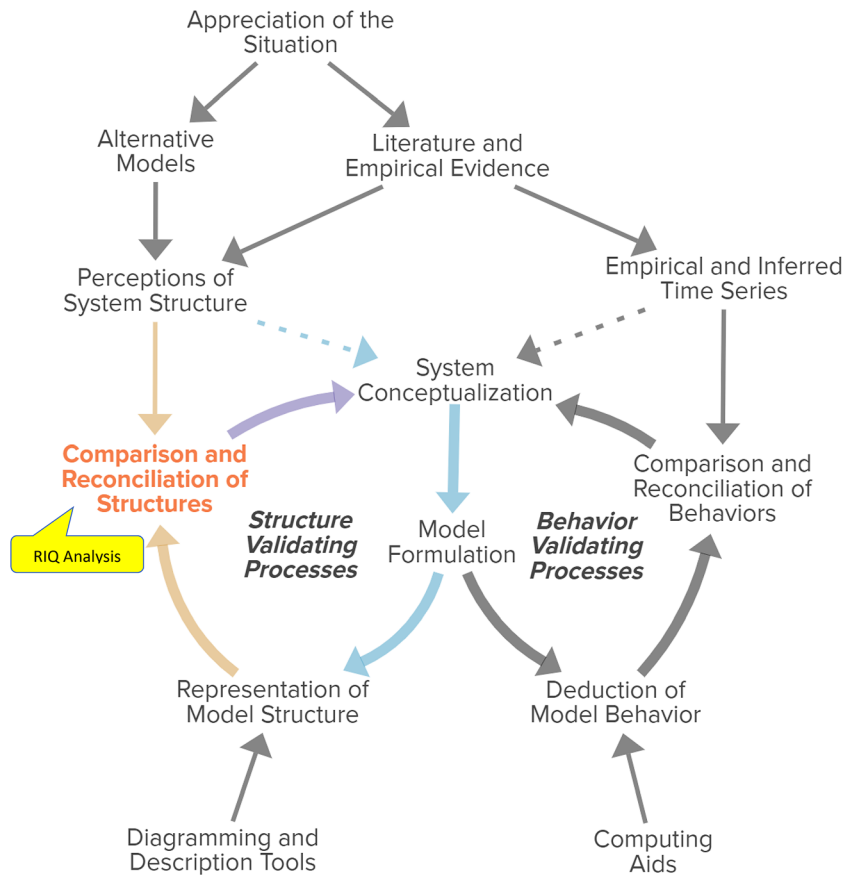 Appreciation of the
Situation
Alternative
Models
Literature and
Empirical Evidence
Perceptions of
System Structure
Empirical and Inferred
Time Series
System
Conceptualization
Comparison and
Reconciliation of
Structures
Comparison and
Reconciliation of
Behaviors
RIQ Analysis
Structure
Validating
Processes
Model
Formulation
Behavior
Validating
Processes
Representation of
Model Structure
Deduction of
Model Behavior
Diagramming and
Description Tools
Computing
Aids